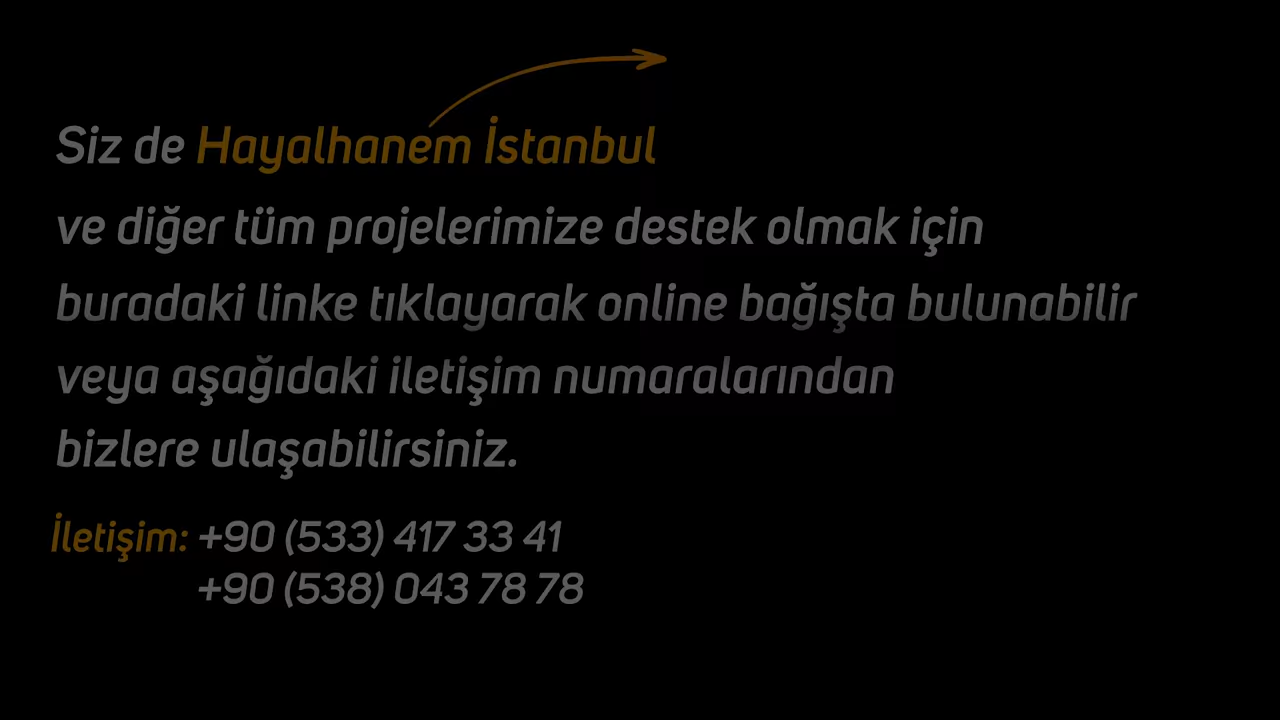 Siz de Hayalhanem İstanbul
ve diğer tüm projelerimize destek olmak için
buradaki linke tıklayarak online bağışta bulunabilir
veya aşağıdaki iletişim numaralarından
bizlere ulaşabilirsiniz.
İletişim: +90 (533) 417 33 41
+90 (538) 043 78 78